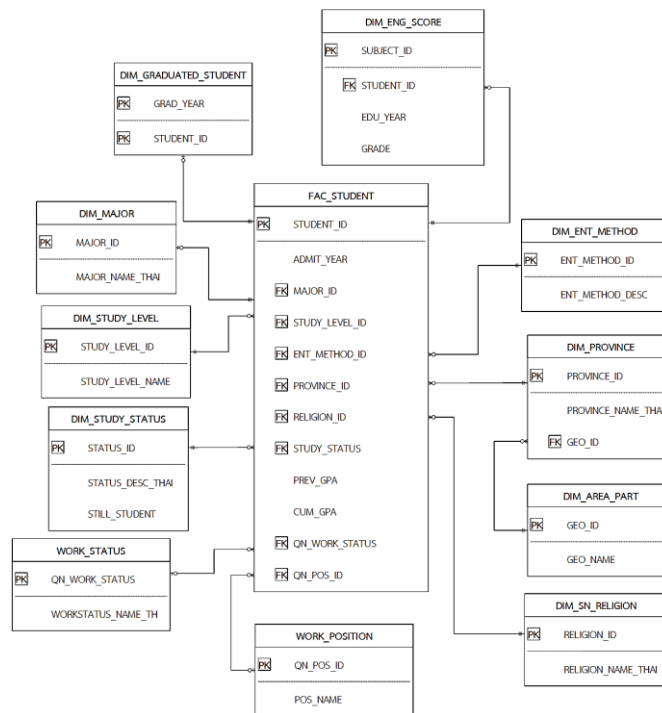 DIM_ENG_SCORE
PK SUBJECT_ID
FK STUDENT_ID
EDU_YEAR
GRADE
DIM_GRADUATED_STUDENT
PK GRAD_YEAR
PK STUDENT_ID
FAC_STUDENT
PK STUDENT_ID
ADMIT_YEAR
FK MAJOR_ID
FK STUDY_LEVEL_ID
FK ENT_METHOD_ID
FK PROVINCE_ID
FK RELIGION_ID
FK STUDY_STATUS
PREV_GPA
CUM_GPA
FK QN_WORK_STATUS
FK QN_POS_ID
DIM_MAJOR
PK MAJOR_ID
MAJOR_NAME_THAI
DIM_STUDY_LEVEL
PK STUDY_LEVEL_ID
STUDY_LEVEL_NAME
DIM_STUDY_STATUS
PK STATUS_ID
STATUS_DESC_THAI
STILL_STUDENT
WORK_STATUS
PK QN_WORK_STATUS
WORKSTATUS_NAME_TH
WORK_POSITION
PK QN_POS_ID
POS_NAME
DIM_ENT_METHOD
PK ENT_METHOD_ID
ENT_METHOD_DESC
DIM_PROVINCE
PK PROVINCE_ID
PROVINCE_NAME_THA
FK GEO_ID
DIM_AREA_PART
PK GEO_ID
GEO_NAME
DIM_SN_RELIGION
PK RELIGION_ID
RELIGION_NAME_THAI